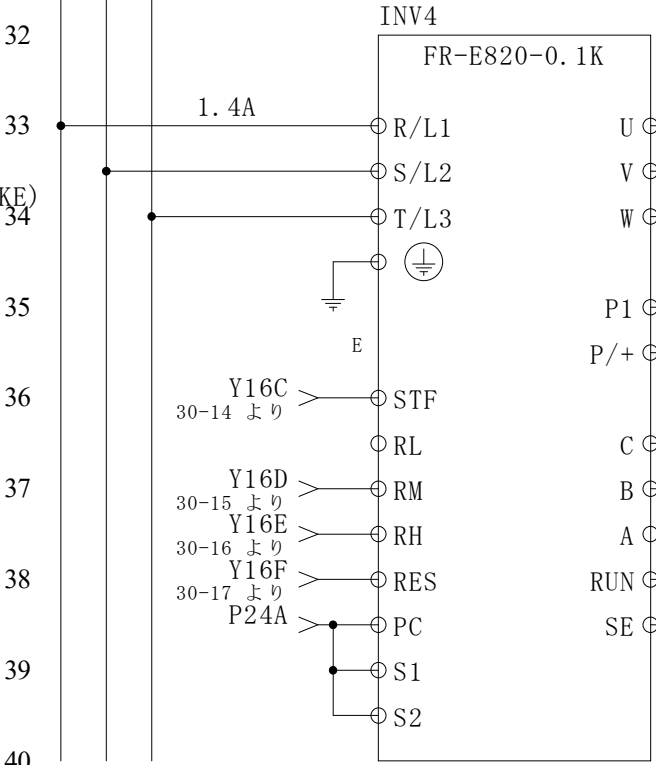 INV4
32
FR-E820-0.1K
1.4A
33
R/L1
U
S/L2
V
KE)
34
T/L3
W
35
P1
E
P/+
36
Y16C
STF
30-14 より
RL
C
37
Y16D
RM
B
30-15 より
Y16E
RH
A
30-16 より
38
Y16F
RES
RUN
30-17 より
P24A
PC
SE
39
S1
S2
40